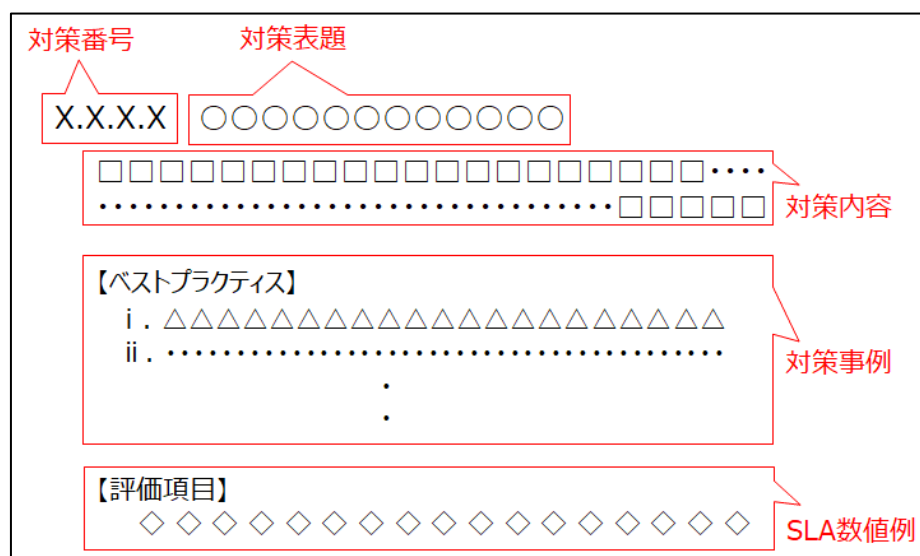 対策番号
対策表題
X.X.X.X
○○○○○○○○○○○○
□□□□□□□□□□□□□□□□□□□□････
･･････････････････････････････････□□□□□
対策内容
【ベストプラクティス】
ⅰ. △△△△△△△△△△△△△△△△△△△△△
ⅱ. ･････････････････････････････････････････
・
・
対策事例
【評価項目】
◇◇◇◇◇◇◇◇◇◇◇◇◇◇◇◇◇
SLA数値例